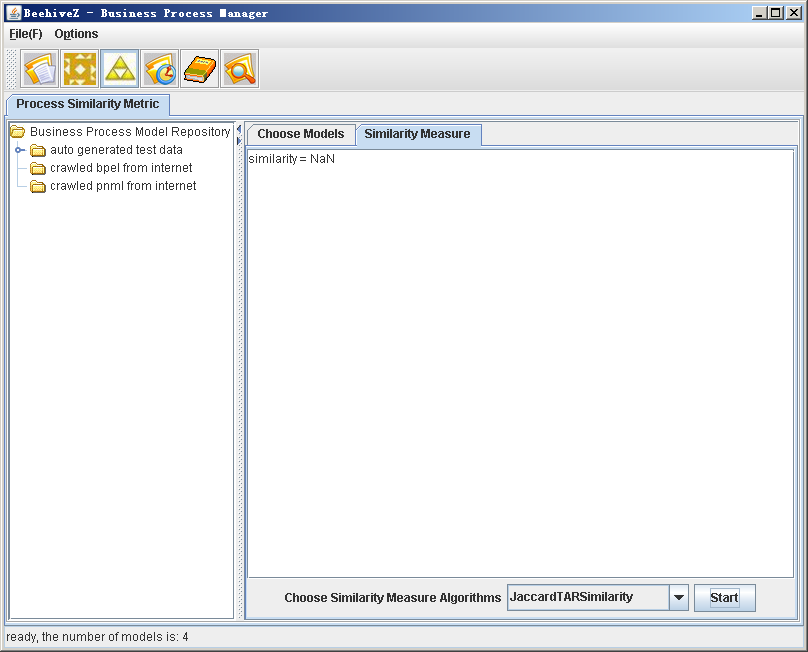 BeehiveZ - Business Process Manager
File(F) Options
Process Similarity Metric
Business Process Model Repository
auto generated test data
crawled bpel from internet
crawled pnml from internet
Choose Models Similarity Measure
similarity = NaN
Choose Similarity Measure Algorithms JaccardTARSimilarity Start
ready, the number of models is: 4